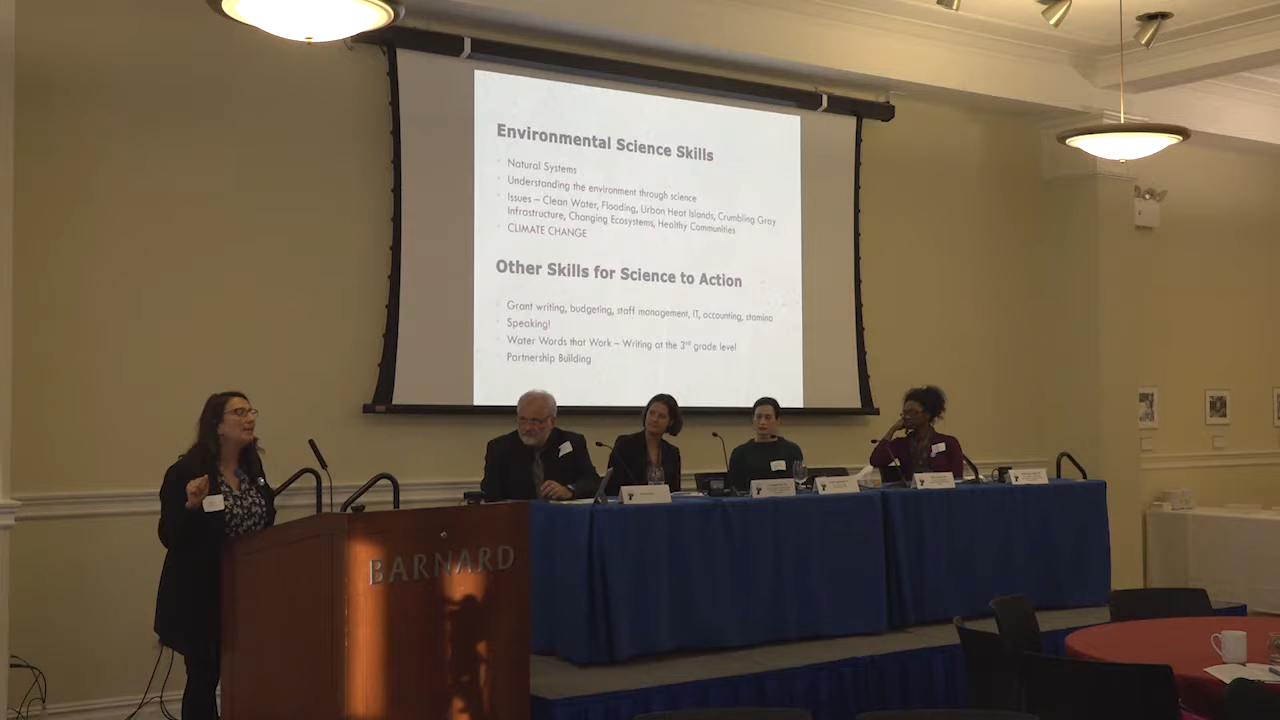 Environmental Science Skills
Natural Systems
Understanding the environment through science
Issues – Clean Water, Flooding, Urban Heat Islands, Crumbling Gray
Infrastructure, Changing Ecosystems, Healthy Communities
CLIMATE CHANGE
Other Skills for Science to Action
Grant writing, budgeting, staff management, IT, accounting, stamina
Speaking!
Water Words that Work – Writing at the 3rd grade level
Partnership Building
BARNARD